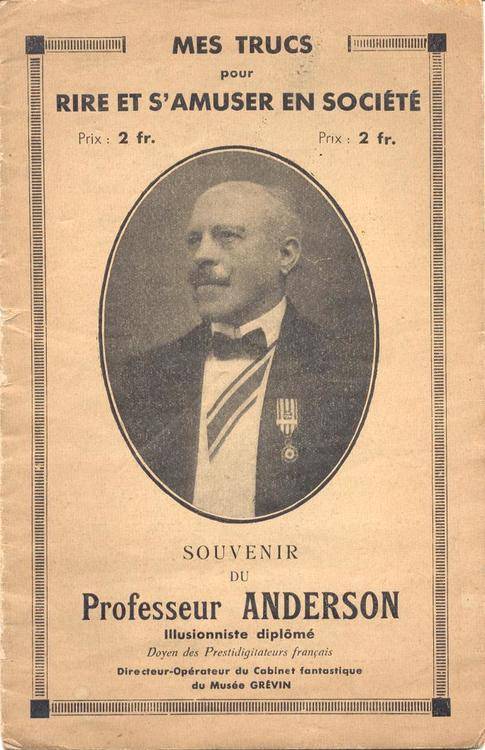 MES TRUCS
pour
RIRE ET S'AMUSER EN SOCIÉTÉ
Prix : 2 fr. Prix : 2 fr.
SOUVENIR
DU
Professeur ANDERSON
Illusionniste diplômé
Doyen des Prestidigitateurs français
Directeur-Opérateur du Cabinet fantastique
du Musée GRÉVIN